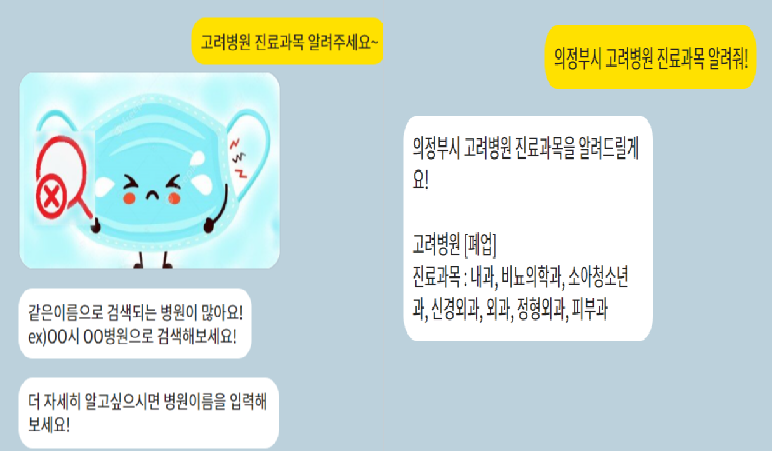 고려병원 진료과목 알려주세요~
같은이름으로 검색되는 병원이 많아요!
ex)OO시 OO병원으로 검색해보세요!
더 자세히 알고싶으시면 병원이름을 입력해
보세요!
의정부시 고려병원 진료과목 알려줘!
의정부시 고려병원 진료과목을 알려드릴게
요!
고려병원 [폐업]
진료과목 : 내과, 비뇨의학과, 소아청소년
과, 신경외과, 외과, 정형외과, 피부과